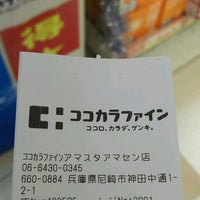 得
ココカラファイン
ココロ、カラダ、ゲンキ。
ココカラファインアマスタアマセン店
06-6430-0345
660-0884 兵庫県尼崎市神田中通1-
2-1